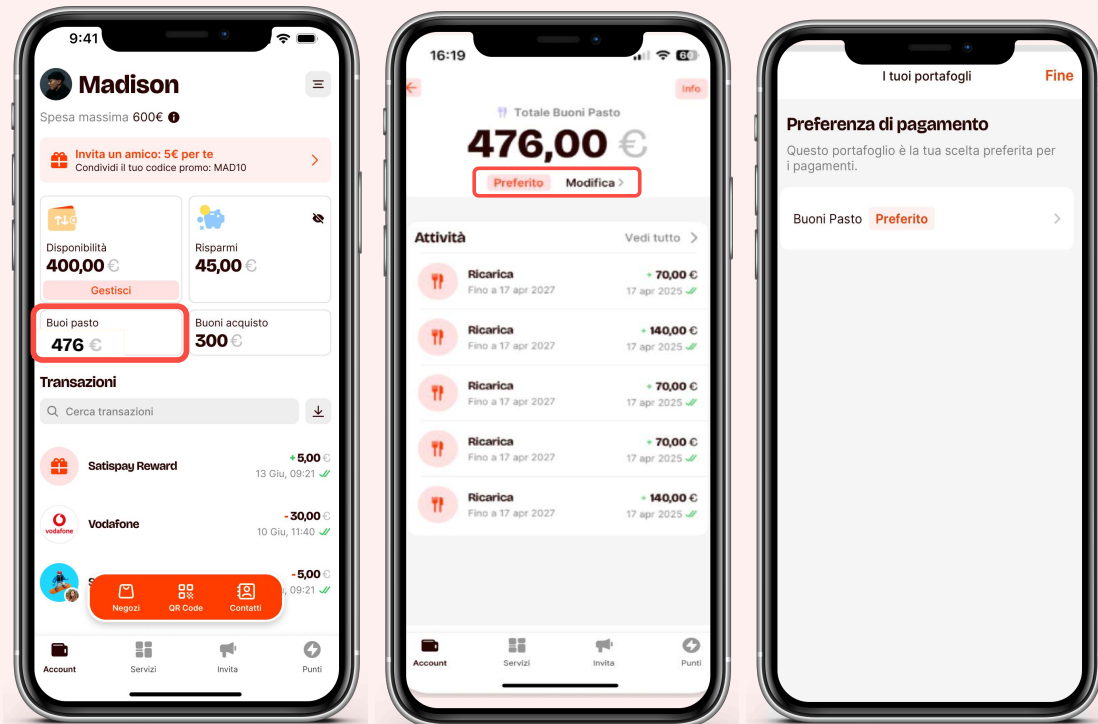 9:41
Madison
Spesa massima 600€
Invita un amico: 5€ per te
Condividi il tuo codice promo: MAD10
Disponibilità
400,00 €
Gestisci
Risparmi
45,00 €
Buoi pasto
476 €
Buoni acquisto
300 €
Transazioni
Cerca transazioni
Satispay Reward
+ 5,00 €
13 Giu, 09:21
vodafone
Vodafone
- 30,00 €
10 Giu, 11:40
- 5,00 €
, 09:21
Negozi
QR Code
Contatti
Account
Servizi
Invita
Punti
16:19
60
Info
Totale Buoni Pasto
476,00 €
Preferito Modifica >
Attività
Vedi tutto >
Ricarica + 70,00 €
Fino a 17 apr 2027 17 apr 2025
Ricarica + 140,00 €
Fino a 17 apr 2027 17 apr 2025
Ricarica + 70,00 €
Fino a 17 apr 2027 17 apr 2025
Ricarica + 70,00 €
Fino a 17 apr 2027 17 apr 2025
Ricarica + 140,00 €
Fino a 17 apr 2027 17 apr 2025
Account
Servizi
Invita
Punti
I tuoi portafogli
Fine
Preferenza di pagamento
Questo portafoglio è la tua scelta preferita per
i pagamenti.
Buoni Pasto Preferito